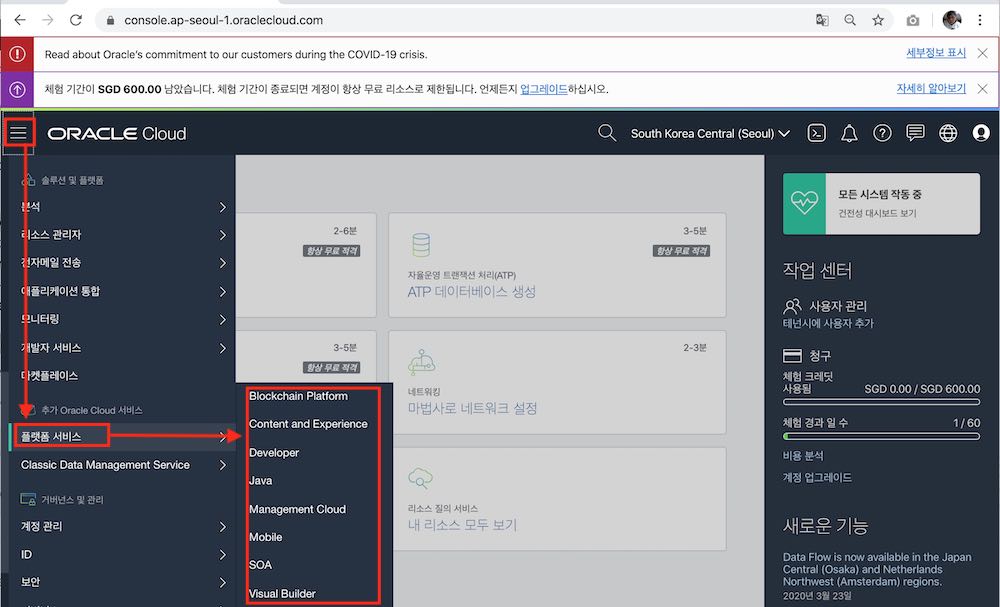 console.ap-seoul-1.oraclecloud.com
Read about Oracle's commitment to our customers during the COVID-19 crisis.
세부정보 표시
체험 기간이 SGD 600.00 남았습니다. 체험 기간이 종료되면 계정이 항상 무료 리소스로 제한됩니다. 언제든지 업그레이드하십시오.
자세히 알아보기
ORACLE Cloud
South Korea Central (Seoul)
솔루션 및 플랫폼
분석
리소스 관리자
전자메일 전송
애플리케이션 통합
모니터링
개발자 서비스
마켓플레이스
추가 Oracle Cloud 서비스
플랫폼 서비스
Classic Data Management Service
거버넌스 및 관리
계정 관리
ID
보안
Blockchain Platform
Content and Experience
Developer
Java
Management Cloud
Mobile
SOA
Visual Builder
2-6분
항상 무료 적격
3-5분
항상 무료 적격
자율운영 트랜잭션 처리(ATP)
ATP 데이터베이스 생성
3-5분
항상 무료 적격
2-3분
네트워킹
마법사로 네트워크 설정
리소스 질의 서비스
내 리소스 모두 보기
모든 시스템 작동 중
건전성 대시보드 보기
작업 센터
사용자 관리
테넌시에 사용자 추가
청구
체험 크레딧
사용됨 SGD 0.00 / SGD 600.00
체험 경과 일 수 1 / 60
비용 분석
계정 업그레이드
새로운 기능
Data Flow is now available in the Japan
Central (Osaka) and Netherlands
Northwest (Amsterdam) regions.
2020년 3월 23일